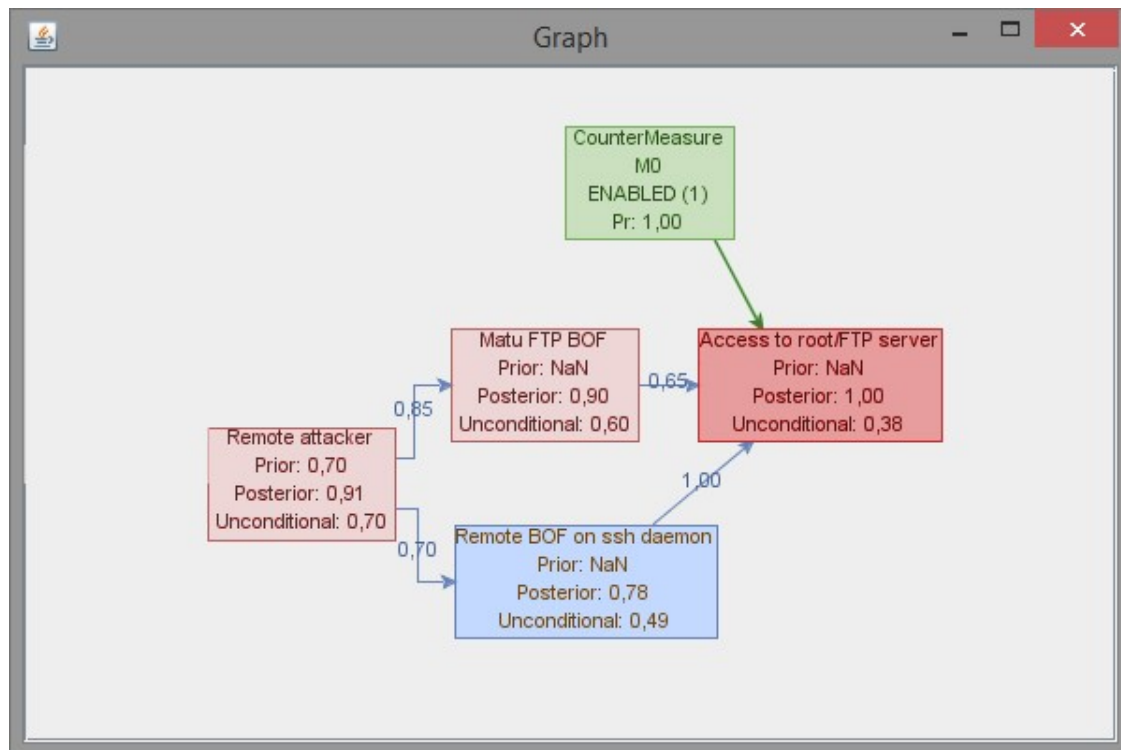 Graph
CounterMeasure
M0
ENABLED (1)
Pr: 1,00
Matu FTP BOF
Prior: NaN
Posterior: 0,90
Unconditional: 0,60
0,65
Access to root/FTP server
Prior: NaN
Posterior: 1,00
Unconditional: 0,38
0,85
Remote attacker
Prior: 0,70
Posterior: 0,91
Unconditional: 0,70
1,00
0,70
Remote BOF on ssh daemon
Prior: NaN
Posterior: 0,78
Unconditional: 0,49